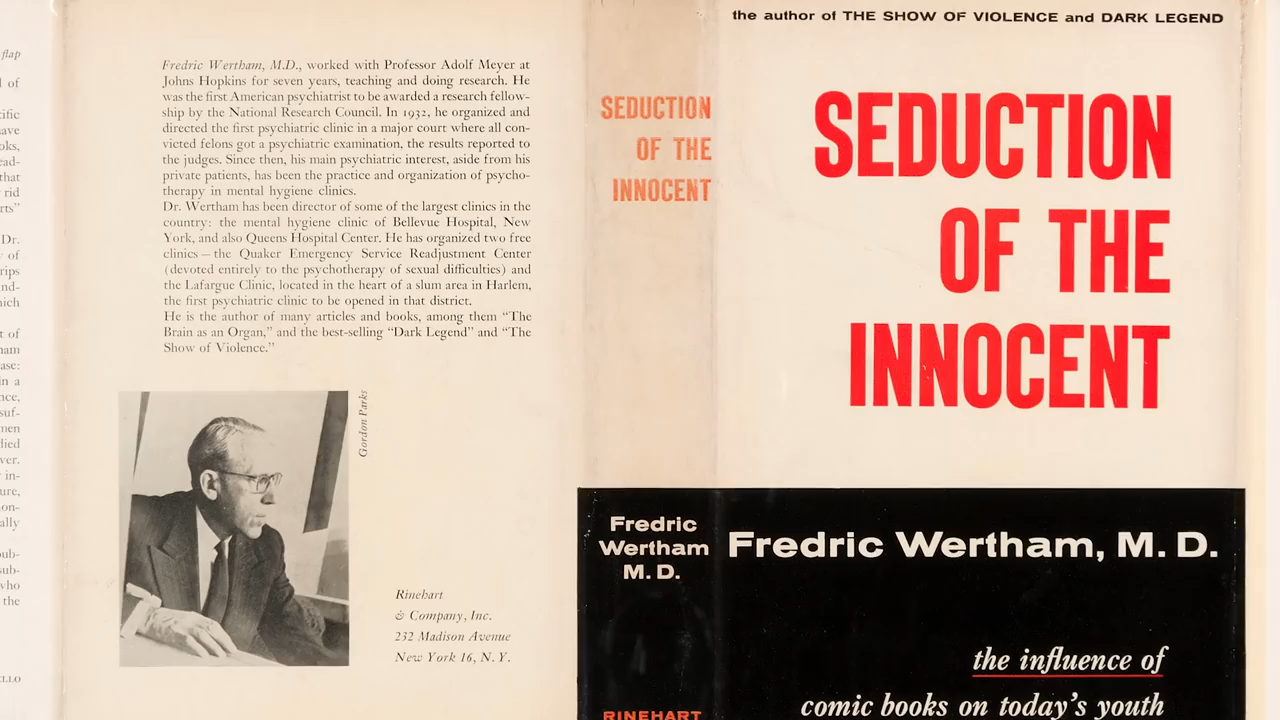 flap
of
rid
Dr.
of
of
in a
who
the
Fredric Wertham, M.D., worked with Professor Adolf Meyer at
Johns Hopkins for seven years, teaching and doing research. He
was the first American psychiatrist to be awarded a research fellow-
ship by the National Research Council. In 1932, he organized and
directed the first psychiatric clinic in a major court where all con-
victed felons got a psychiatric examination, the results reported to
the judges. Since then, his main psychiatric interest, aside from his
private patients, has been the practice and organization of psycho-
therapy in mental hygiene clinics.
Dr. Wertham has been director of some of the largest clinics in the
country: the mental hygiene clinic of Bellevue Hospital, New
York, and also Queens Hospital Center. He has organized two free
clinics — the Quaker Emergency Service Readjustment Center
(devoted entirely to the psychotherapy of sexual difficulties) and
the Lafargue Clinic, located in the heart of a slum area in Harlem,
the first psychiatric clinic to be opened in that district.
He is the author of many articles and books, among them “The
Brain as an Organ,” and the best-selling “Dark Legend” and “The
Show of Violence.”
Gordon Parks
Rinehart
& Company, Inc.
232 Madison Avenue
New York 16, N. Y.
SEDUCTION
OF THE
INNOCENT
Fredric
Wertham
M. D.
RINEHART
the author of THE SHOW OF VIOLENCE and DARK LEGEND
SEDUCTION
OF THE
INNOCENT
Fredric Wertham, M. D.
the influence of
comic books on today’s youth